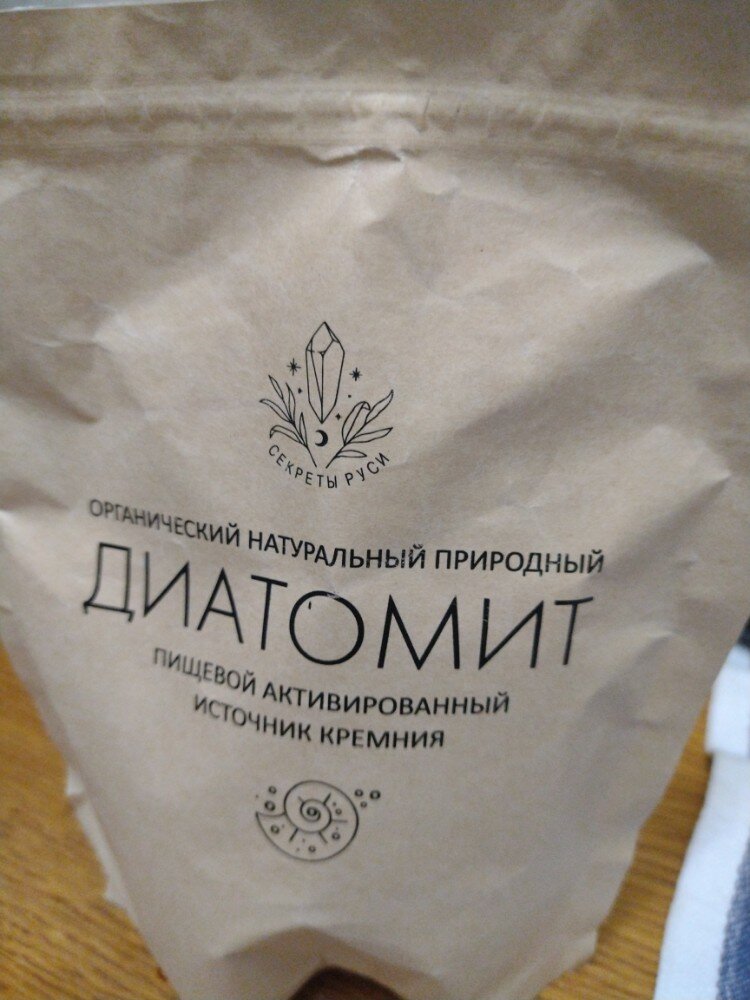 СЕКРЕТЫ РУСИ
ОРГАНИЧЕСКИЙ НАТУРАЛЬНЫЙ ПРИРОДНЫЙ
ДИАТОМИТ
ПИЩЕВОЙ АКТИВИРОВАННЫЙ
ИСТОЧНИК КРЕМНИЯ